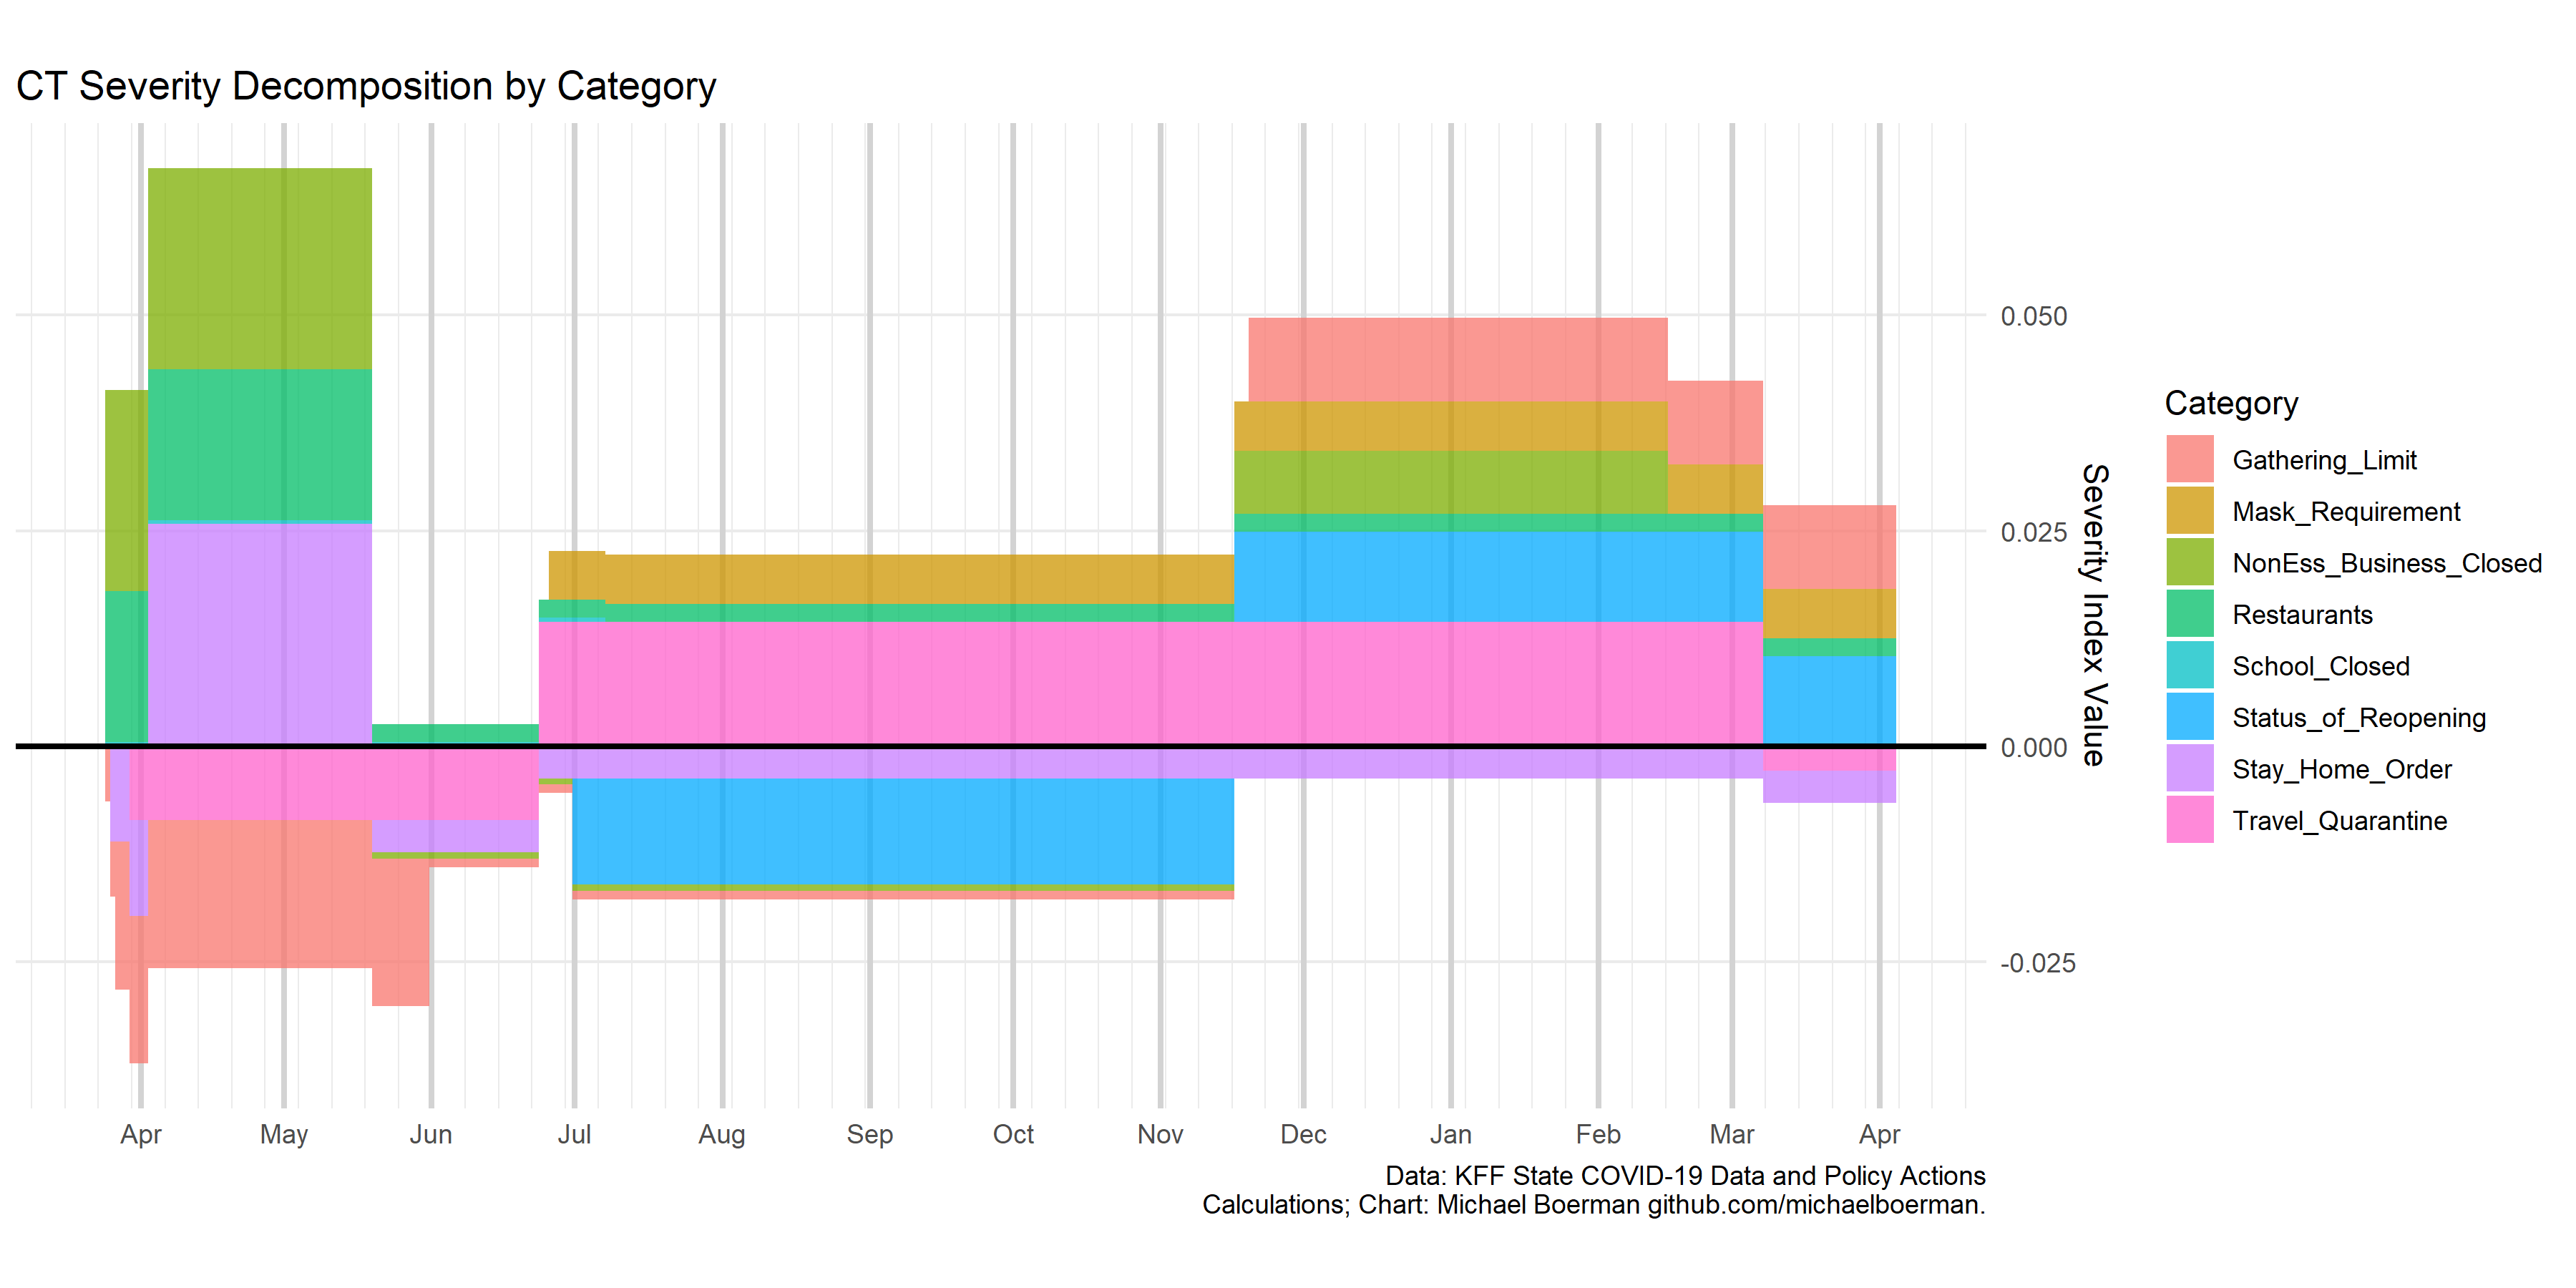 CT Severity Decomposition by Category
0.050
0.025
0.000
-0.025
Severity Index Value
Apr
May
Jun
Jul
Aug
Sep
Oct
Nov
Dec
Jan
Feb
Mar
Apr
Category
Gathering_Limit
Mask_Requirement
NonEss_Business_Closed
Restaurants
School_Closed
Status_of_Reopening
Stay_Home_Order
Travel_Quarantine
Data: KFF State COVID-19 Data and Policy Actions
Calculations; Chart: Michael Boerman github.com/michaelboerman.